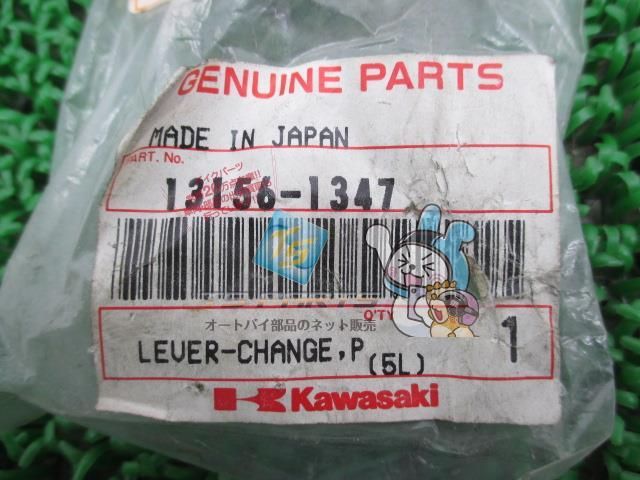 GENUINE PARTS
MADE IN JAPAN
PART. No.
13156-1347
16
Q'TY
オートバイ部品のネット販売
LEVER-CHANGE,P (5L) 1
Kawasaki